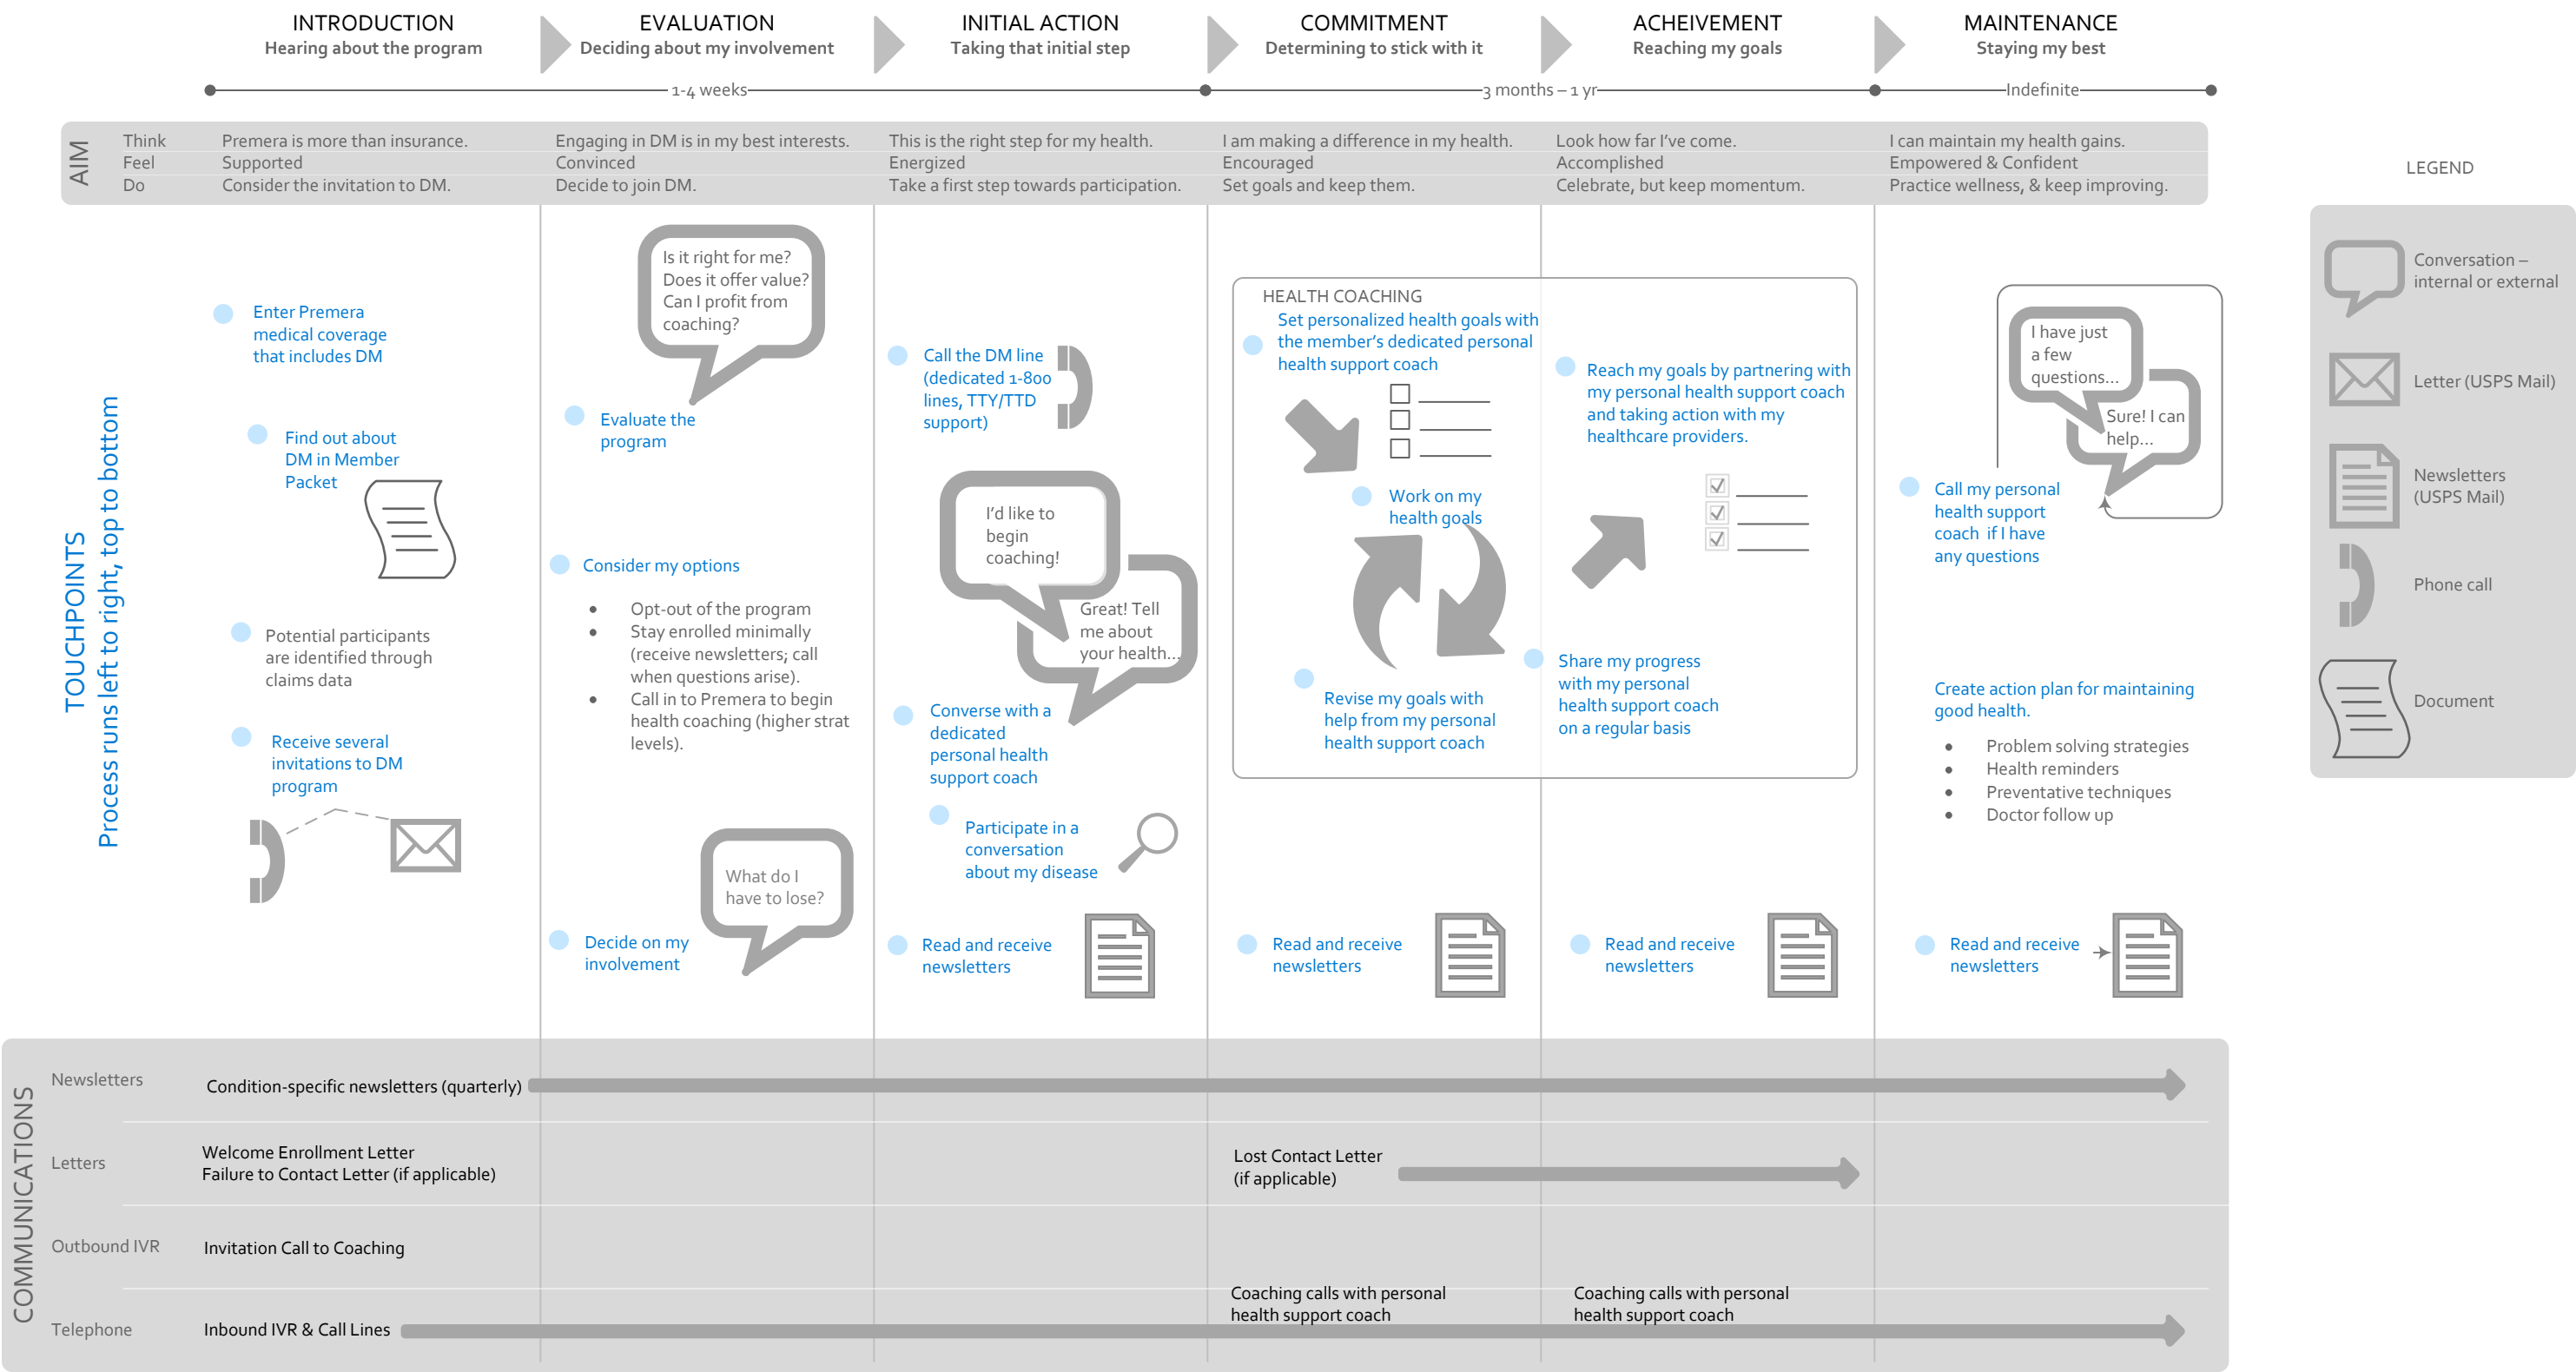 INTRODUCTION
Hearing about the program
EVALUATION
Deciding about my involvement
INITIAL ACTION
Taking that initial step
COMMITMENT
Determining to stick with it
ACHEIVEMENT
Reaching my goals
MAINTENANCE
Staying my best
1-4 weeks
3 months – 1 yr
Indefinite
AIM
Think
Premera is more than insurance.
Engaging in DM is in my best interests.
This is the right step for my health.
I am making a difference in my health.
Look how far I've come.
I can maintain my health gains.
Feel
Supported
Convinced
Energized
Encouraged
Accomplished
Empowered & Confident
Do
Consider the invitation to DM.
Decide to join DM.
Take a first step towards participation.
Set goals and keep them.
Celebrate, but keep momentum.
Practice wellness, & keep improving.
TOUCHPOINTS
Process runs left to right, top to bottom
Enter Premera
medical coverage
that includes DM
Find out about
DM in Member
Packet
Potential participants
are identified through
claims data
Receive several
invitations to DM
program
Is it right for me?
Does it offer value?
Can I profit from
coaching?
Evaluate the
program
Consider my options
• Opt-out of the program
• Stay enrolled minimally
(receive newsletters; call
when questions arise).
• Call in to Premera to begin
health coaching (higher strat
levels).
What do I
have to lose?
Decide on my
involvement
Call the DM line
(dedicated 1-800
lines, TTY/TTD
support)
I'd like to
begin
coaching!
Great! Tell
me about
your health...
Converse with a
dedicated
personal health
support coach
Participate in a
conversation
about my disease
Read and receive
newsletters
HEALTH COACHING
Set personalized health goals with
the member's dedicated personal
health support coach
Work on my
health goals
Revise my goals with
help from my personal
health support coach
Read and receive
newsletters
Reach my goals by partnering with
my personal health support coach
and taking action with my
healthcare providers.
Share my progress
with my personal
health support coach
on a regular basis
Read and receive
newsletters
I have just
a few
questions...
Sure! I can
help...
Call my personal
health support
coach if I have
any questions
Create action plan for maintaining
good health.
• Problem solving strategies
• Health reminders
• Preventative techniques
• Doctor follow up
Read and receive
newsletters
LEGEND
Conversation –
internal or external
Letter (USPS Mail)
Newsletters
(USPS Mail)
Phone call
Document
COMMUNICATIONS
Newsletters
Condition-specific newsletters (quarterly)
Letters
Welcome Enrollment Letter
Failure to Contact Letter (if applicable)
Lost Contact Letter
(if applicable)
Outbound IVR
Invitation Call to Coaching
Telephone
Inbound IVR & Call Lines
Coaching calls with personal
health support coach
Coaching calls with personal
health support coach